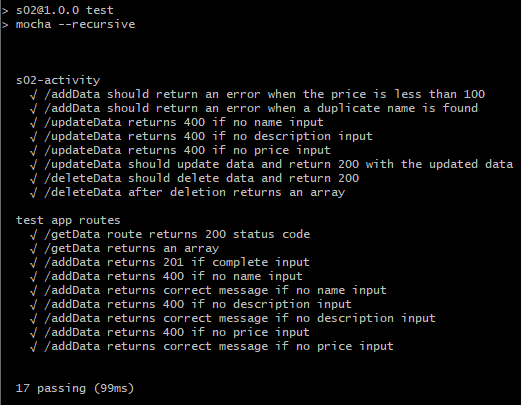 > s02@1.0.0 test
> mocha --recursive
s02-activity
√ /addData should return an error when the price is less than 100
√ /addData should return an error when a duplicate name is found
√ /updateData returns 400 if no name input
√ /updateData returns 400 if no description input
√ /updateData returns 400 if no price input
√ /updateData should update data and return 200 with the updated data
√ /deleteData should delete data and return 200
√ /deleteData after deletion returns an array
test app routes
√ /getData route returns 200 status code
√ /getData returns an array
√ /addData returns 201 if complete input
√ /addData returns 400 if no name input
√ /addData returns correct message if no name input
√ /addData returns 400 if no description input
√ /addData returns correct message if no description input
√ /addData returns 400 if no price input
√ /addData returns correct message if no price input
17 passing (99ms)